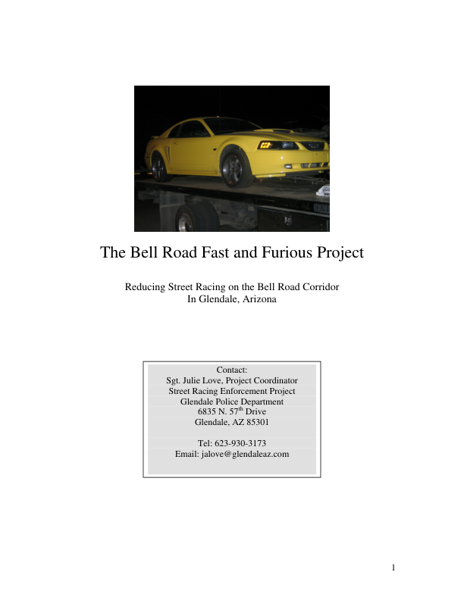 The Bell Road Fast and Furious Project
Reducing Street Racing on the Bell Road Corridor
In Glendale, Arizona
Contact:
Sgt. Julie Love, Project Coordinator
Street Racing Enforcement Project
Glendale Police Department
6835 N. 57th Drive
Glendale, AZ 85301
Tel: 623-930-3173
Email: jalove@glendaleaz.com
1